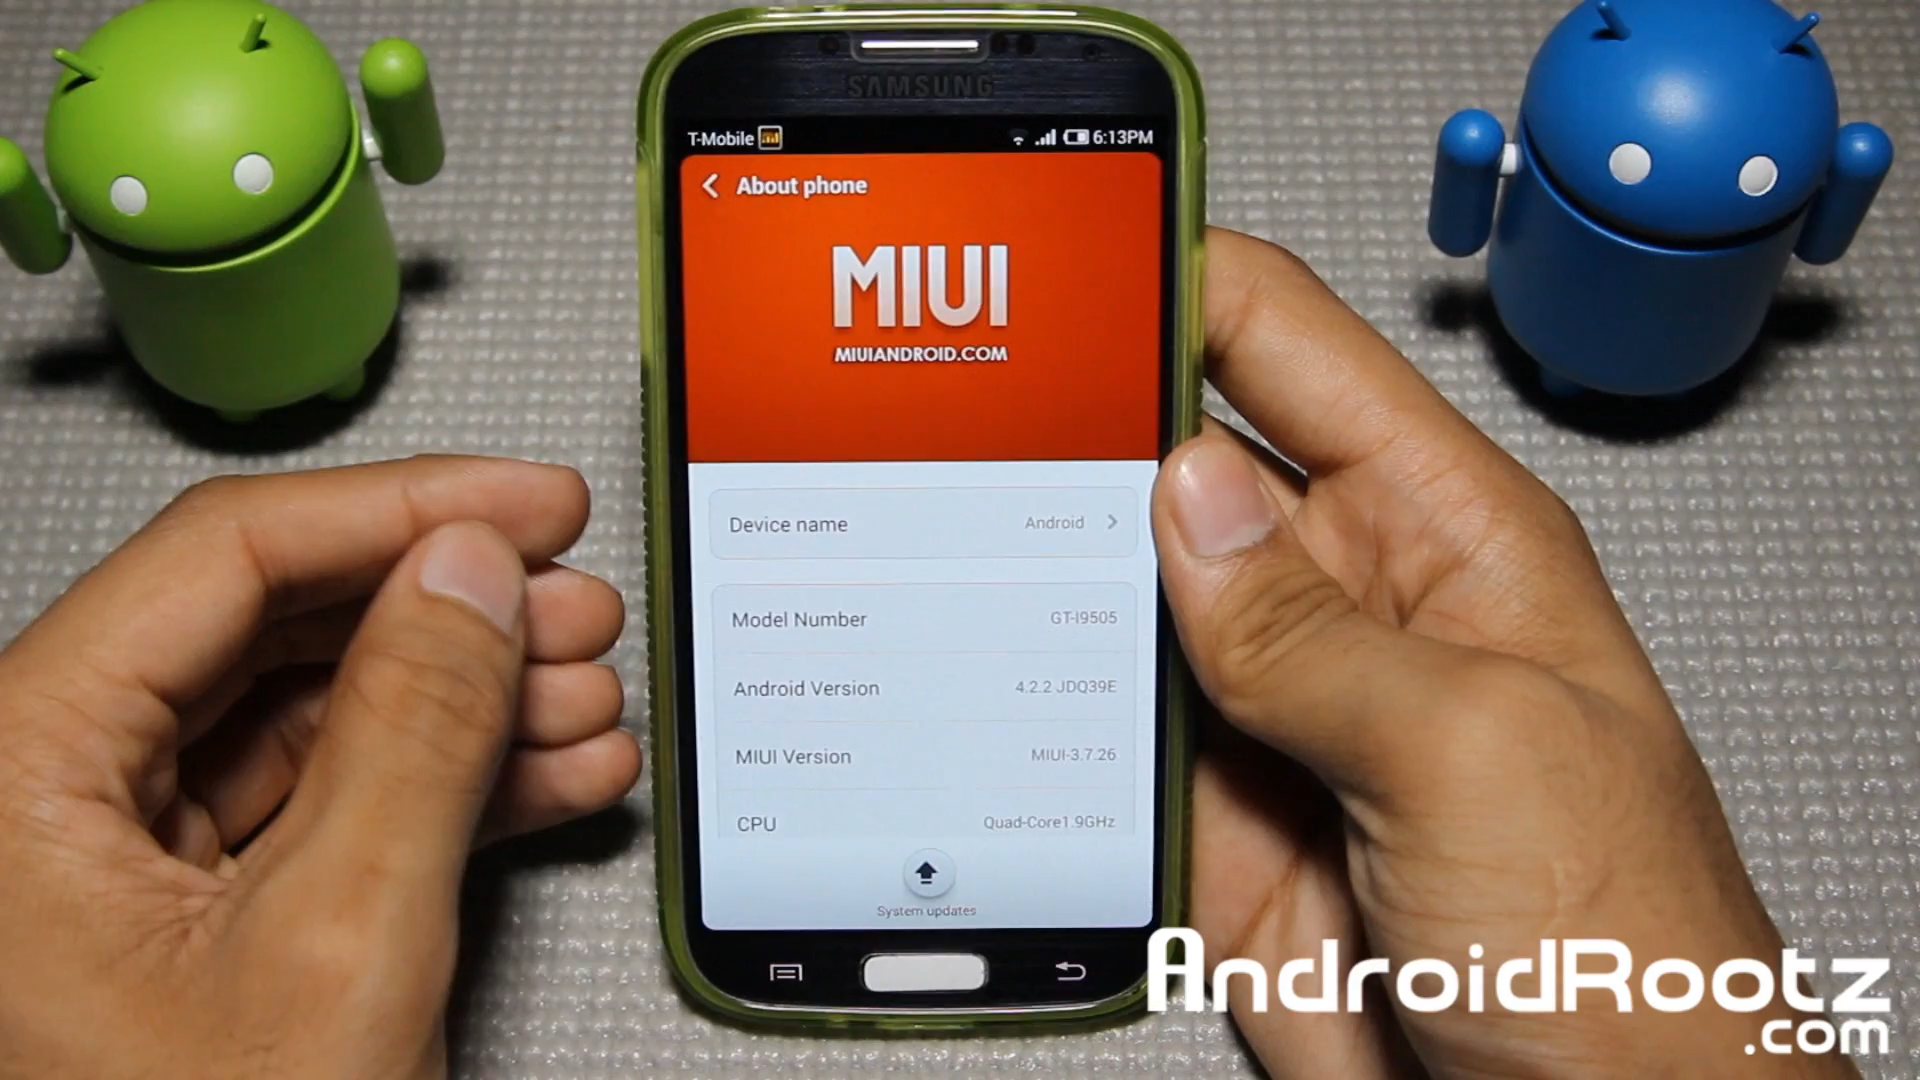 SAMSUNG
T-Mobile 6:13PM
About phone
MIUI
MIUIANDROID.COM
Device name Android
Model Number GT-I9505
Android Version 4.2.2 JDQ39E
MIUI Version MIUI-3.7.26
CPU Quad-Core1.9GHz
System updates
AndroidRootz
.com